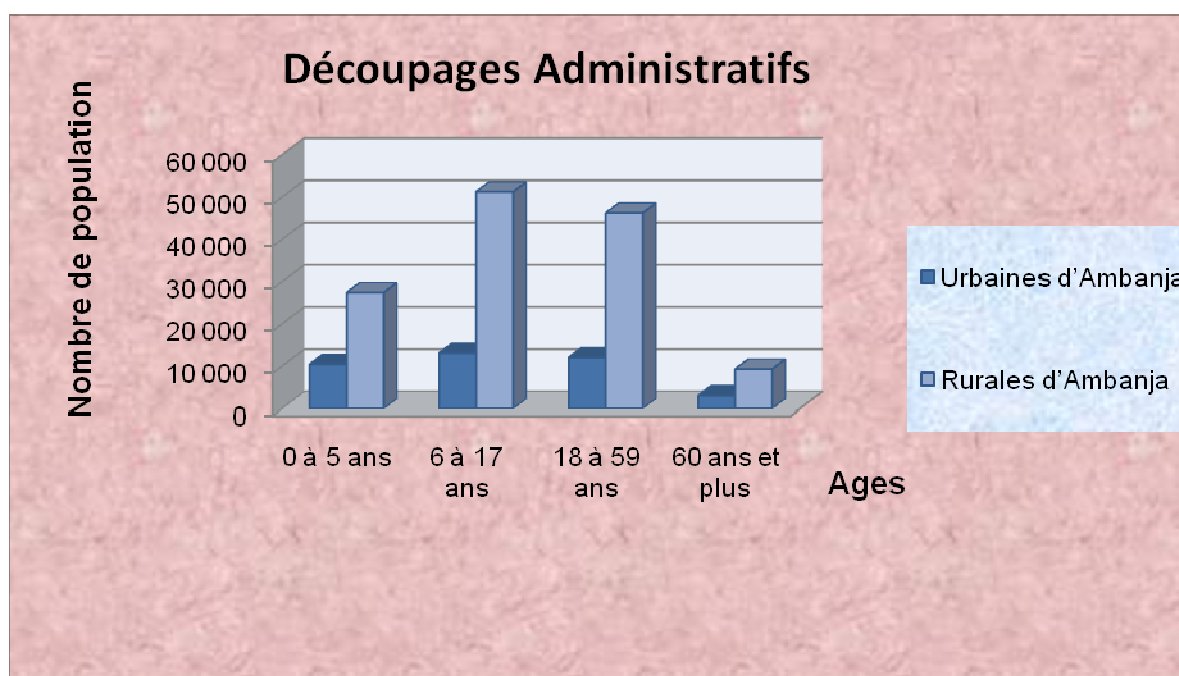 Découpages Administratifs
Nombre de population
60 000
50 000
40 000
30 000
20 000
10 000
0
0 à 5 ans
6 à 17
ans
18 à 59
ans
60 ans et
plus
Ages
Urbaines d’Ambanja
Rurales d’Ambanja